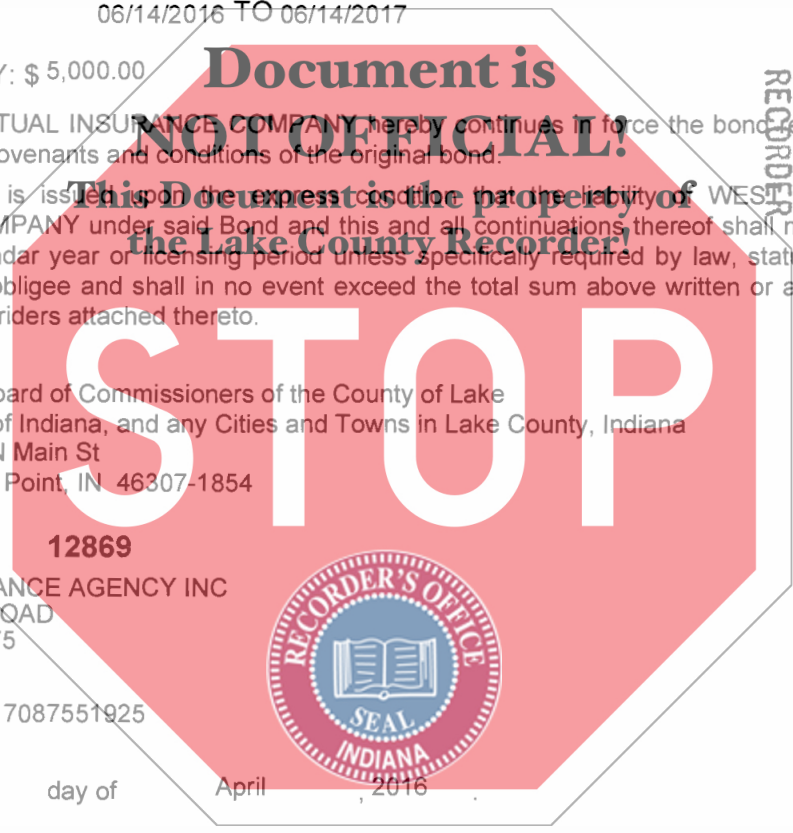 06/14/2016 TO 06/14/2017
Document is
Y: $ 5,000.00
RECORDER
TUAL INSURANCE COMPANY hereby continues in force the bond
NOT OFFICIAL!
ovenants and conditions of the original bond.
is issued upon the express condition that the liability of WEST
This Document is the property of
MPANY under said Bond and this and all continuations thereof shall
the Lake County Recorder!
dar year or licensing period unless specifically required by law, statu
obligee and shall in no event exceed the total sum above written or a
riders attached thereto.
STOP
oard of Commissioners of the County of Lake
of Indiana, and any Cities and Towns in Lake County, Indiana
Main St
Point, IN 46307-1854
12869
ANCE AGENCY INC
OAD
5
RECORDER'S OFFICE
SEAL
INDIANA
7087551925
day of April , 2016 .